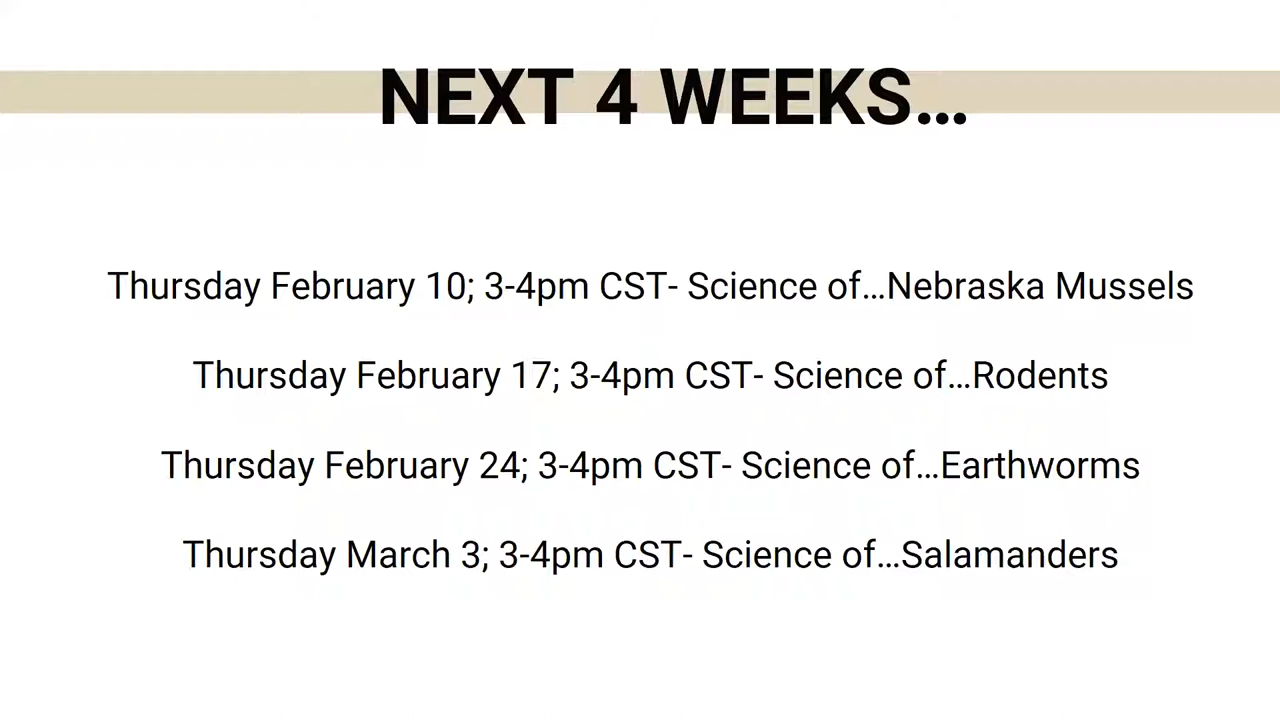 NEXT 4 WEEKS...
Thursday February 10; 3-4pm CST- Science of...Nebraska Mussels
Thursday February 17; 3-4pm CST- Science of...Rodents
Thursday February 24; 3-4pm CST- Science of...Earthworms
Thursday March 3; 3-4pm CST- Science of...Salamanders